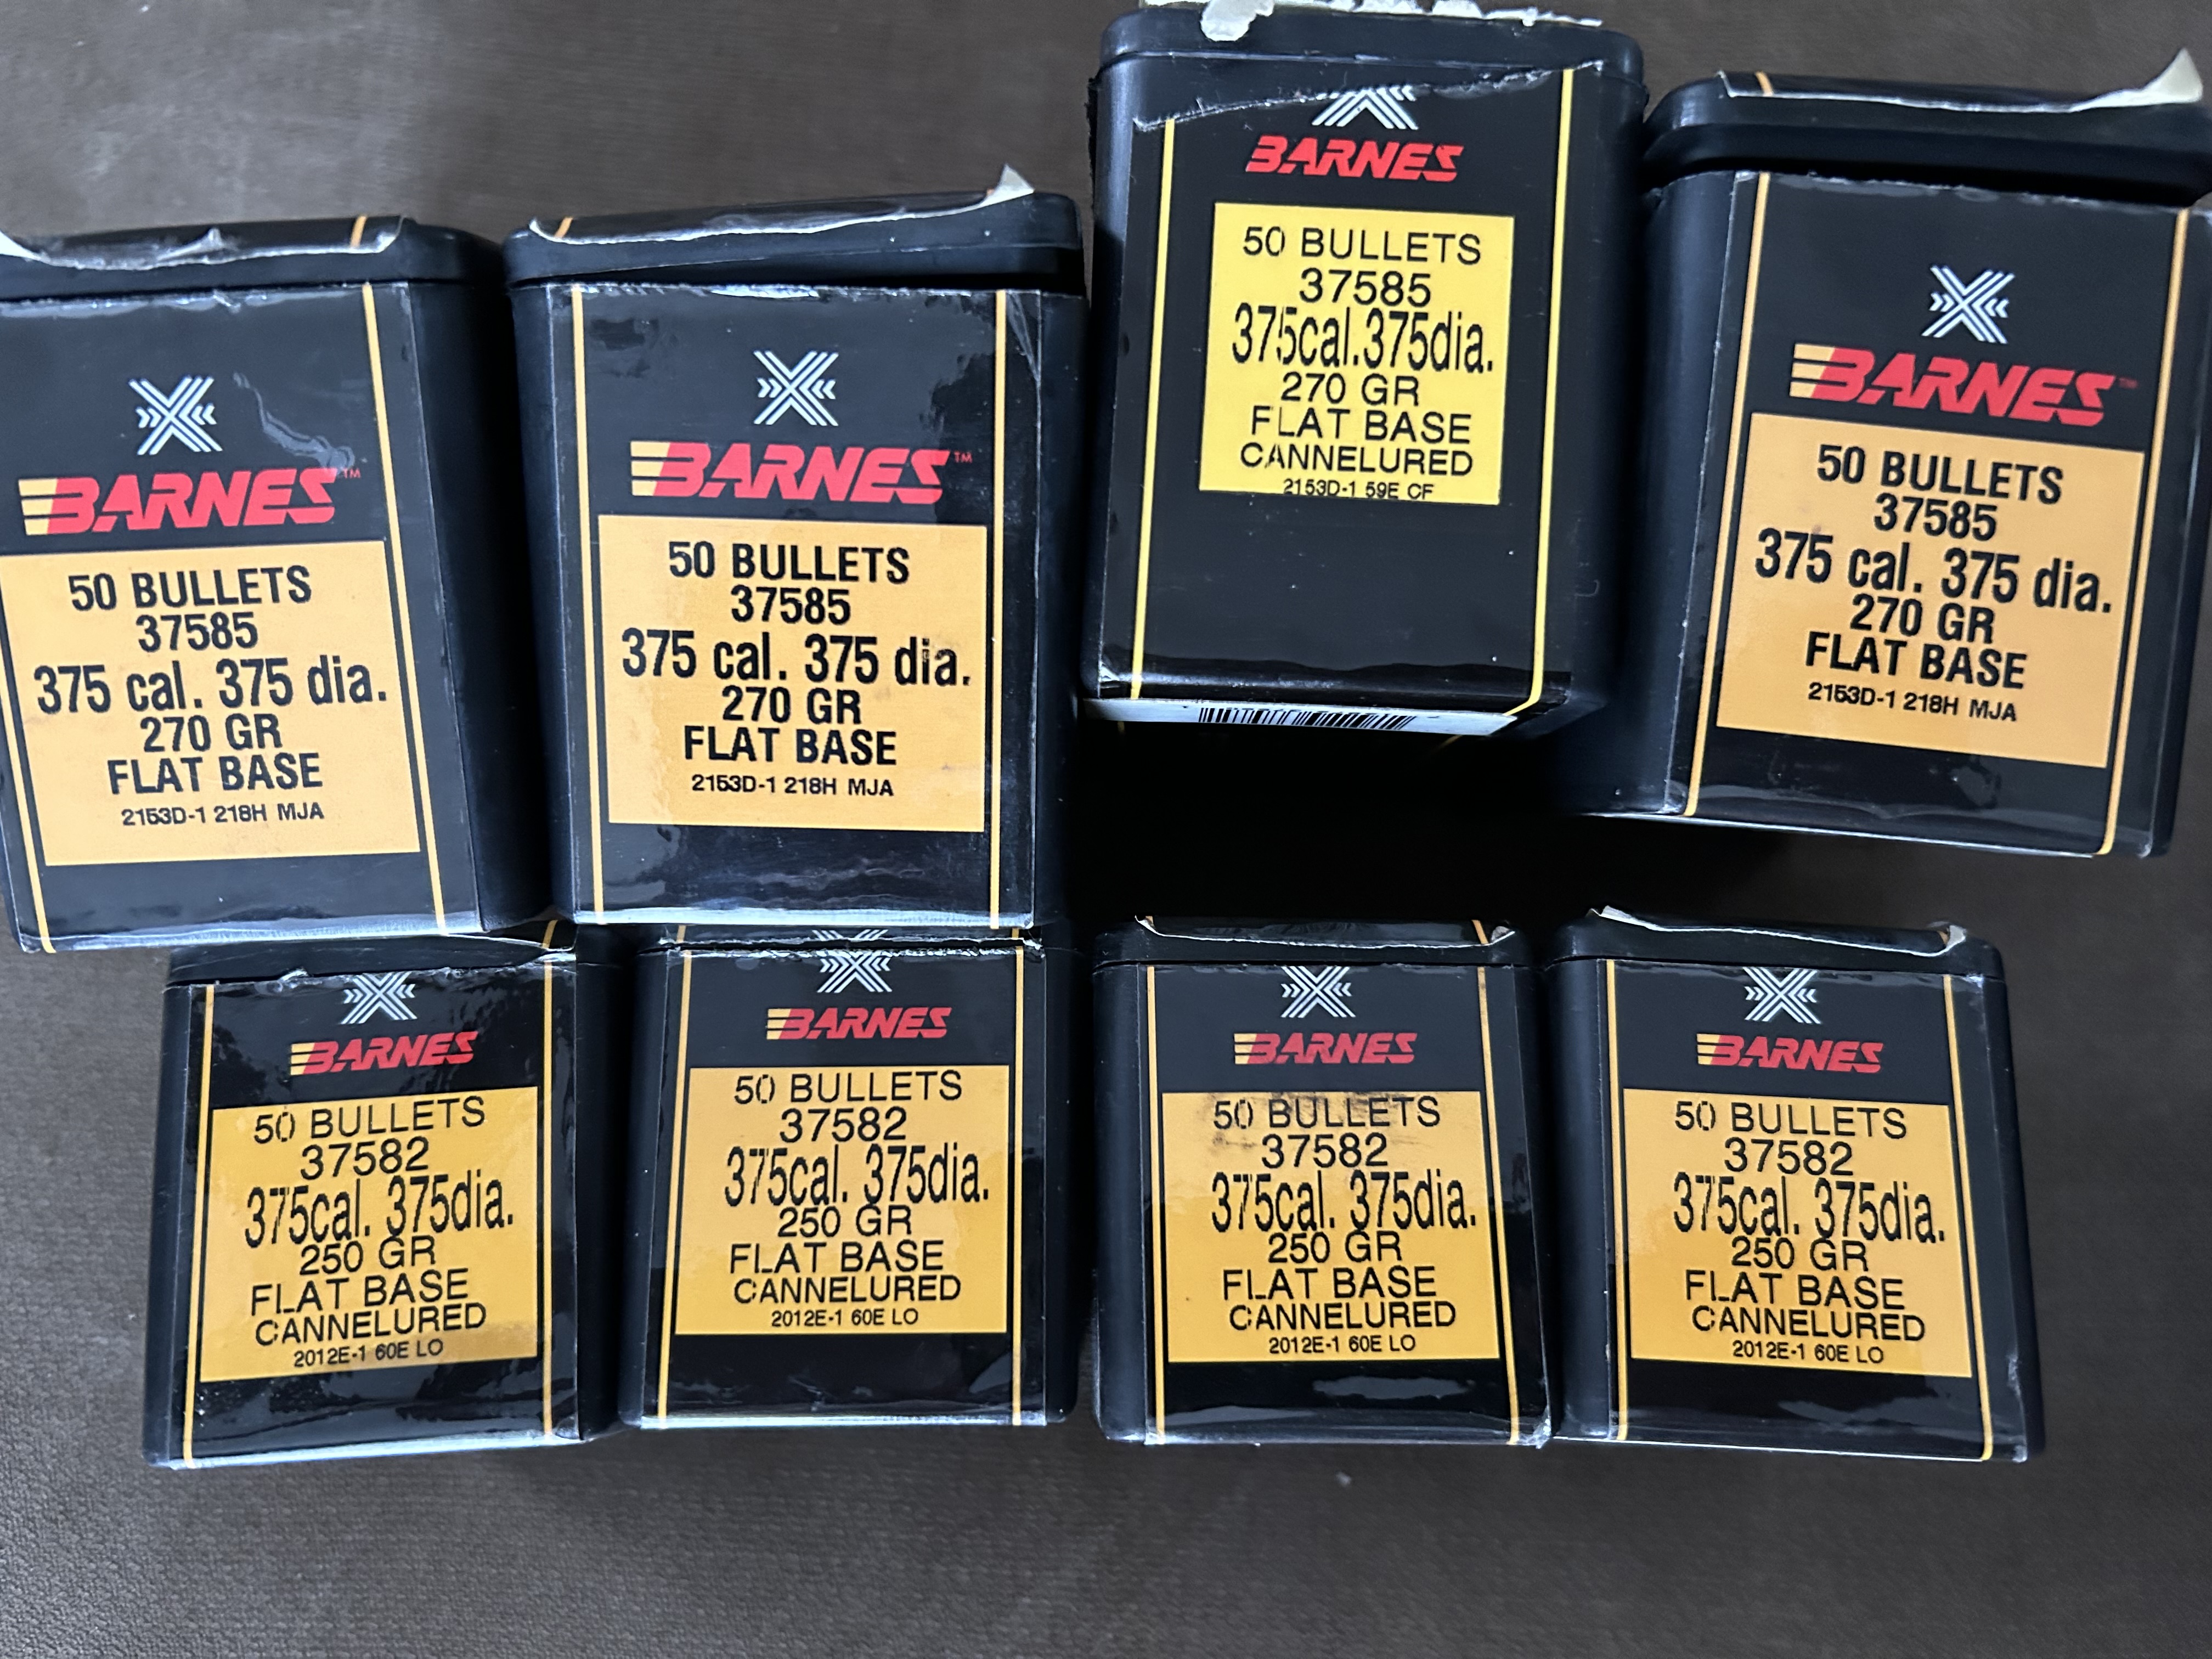 BARNES™
50 BULLETS
37585
375 cal. 375 dia.
270 GR
FLAT BASE
2153D-1 218H MJA
BARNES™
50 BULLETS
37585
375 cal. 375 dia.
270 GR
FLAT BASE
2153D-1 218H MJA
BARNES
50 BULLETS
37585
375cal.375dia.
270 GR
FLAT BASE
CANNELURED
2153D-1 59E CF
BARNES™
50 BULLETS
37585
375 cal. 375 dia.
270 GR
FLAT BASE
2153D-1 218H MJA
BARNES
50 BULLETS
37582
375cal. 375dia.
250 GR
FLAT BASE
CANNELURED
2012E-1 60E LO
BARNES
50 BULLETS
37582
375cal. 375dia.
250 GR
FLAT BASE
CANNELURED
2012E-1 60E LO
BARNES
50 BULLETS
37582
375cal. 375dia.
250 GR
FLAT BASE
CANNELURED
2012E-1 60E LO
BARNES
50 BULLETS
37582
375cal. 375dia.
250 GR
FLAT BASE
CANNELURED
2012E-1 60E LO